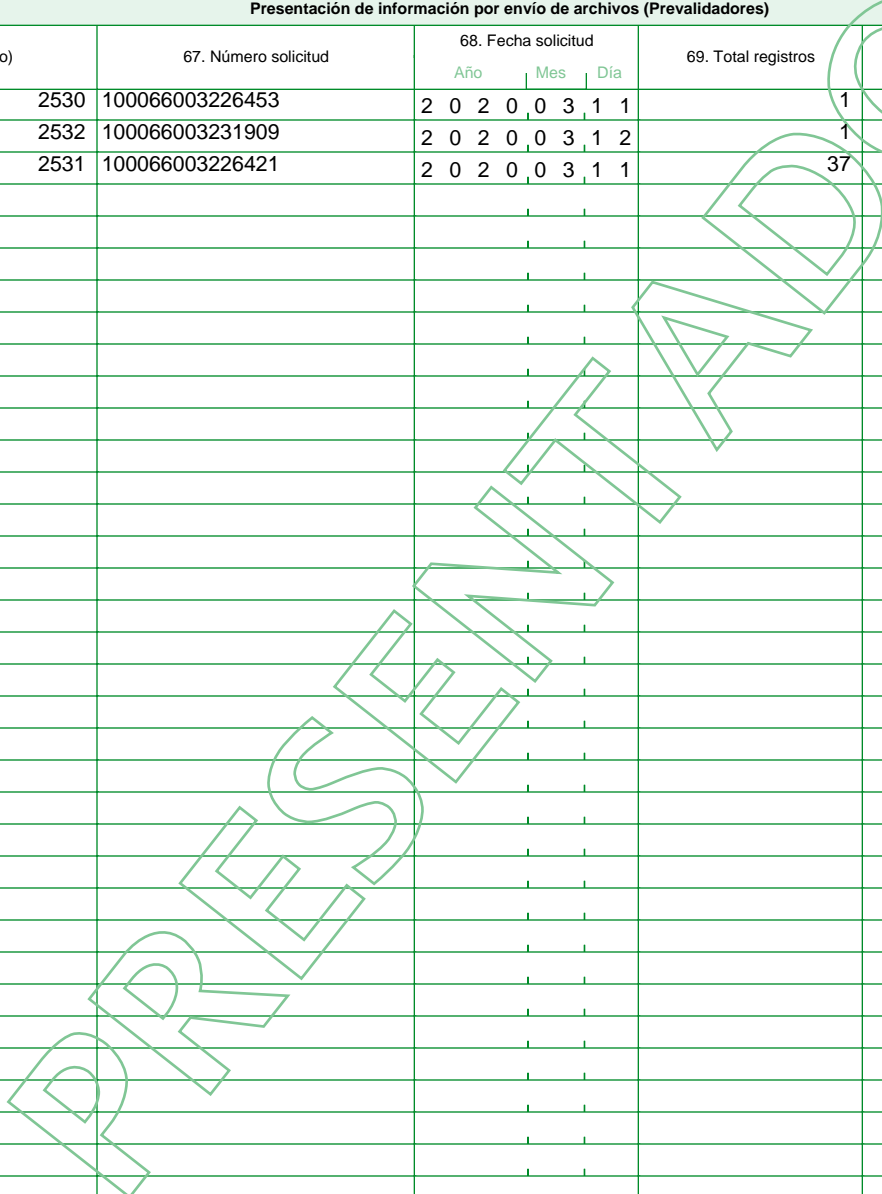 Presentación de información por envío de archivos (Prevalidadores)
o) 67. Número solicitud 68. Fecha solicitud 69. Total registros
Año Mes Día
2530 100066003226453 2 0 2 0 0 3 1 1 1
2532 100066003231909 2 0 2 0 0 3 1 2 1
2531 100066003226421 2 0 2 0 0 3 1 1 37
PRESENTADO